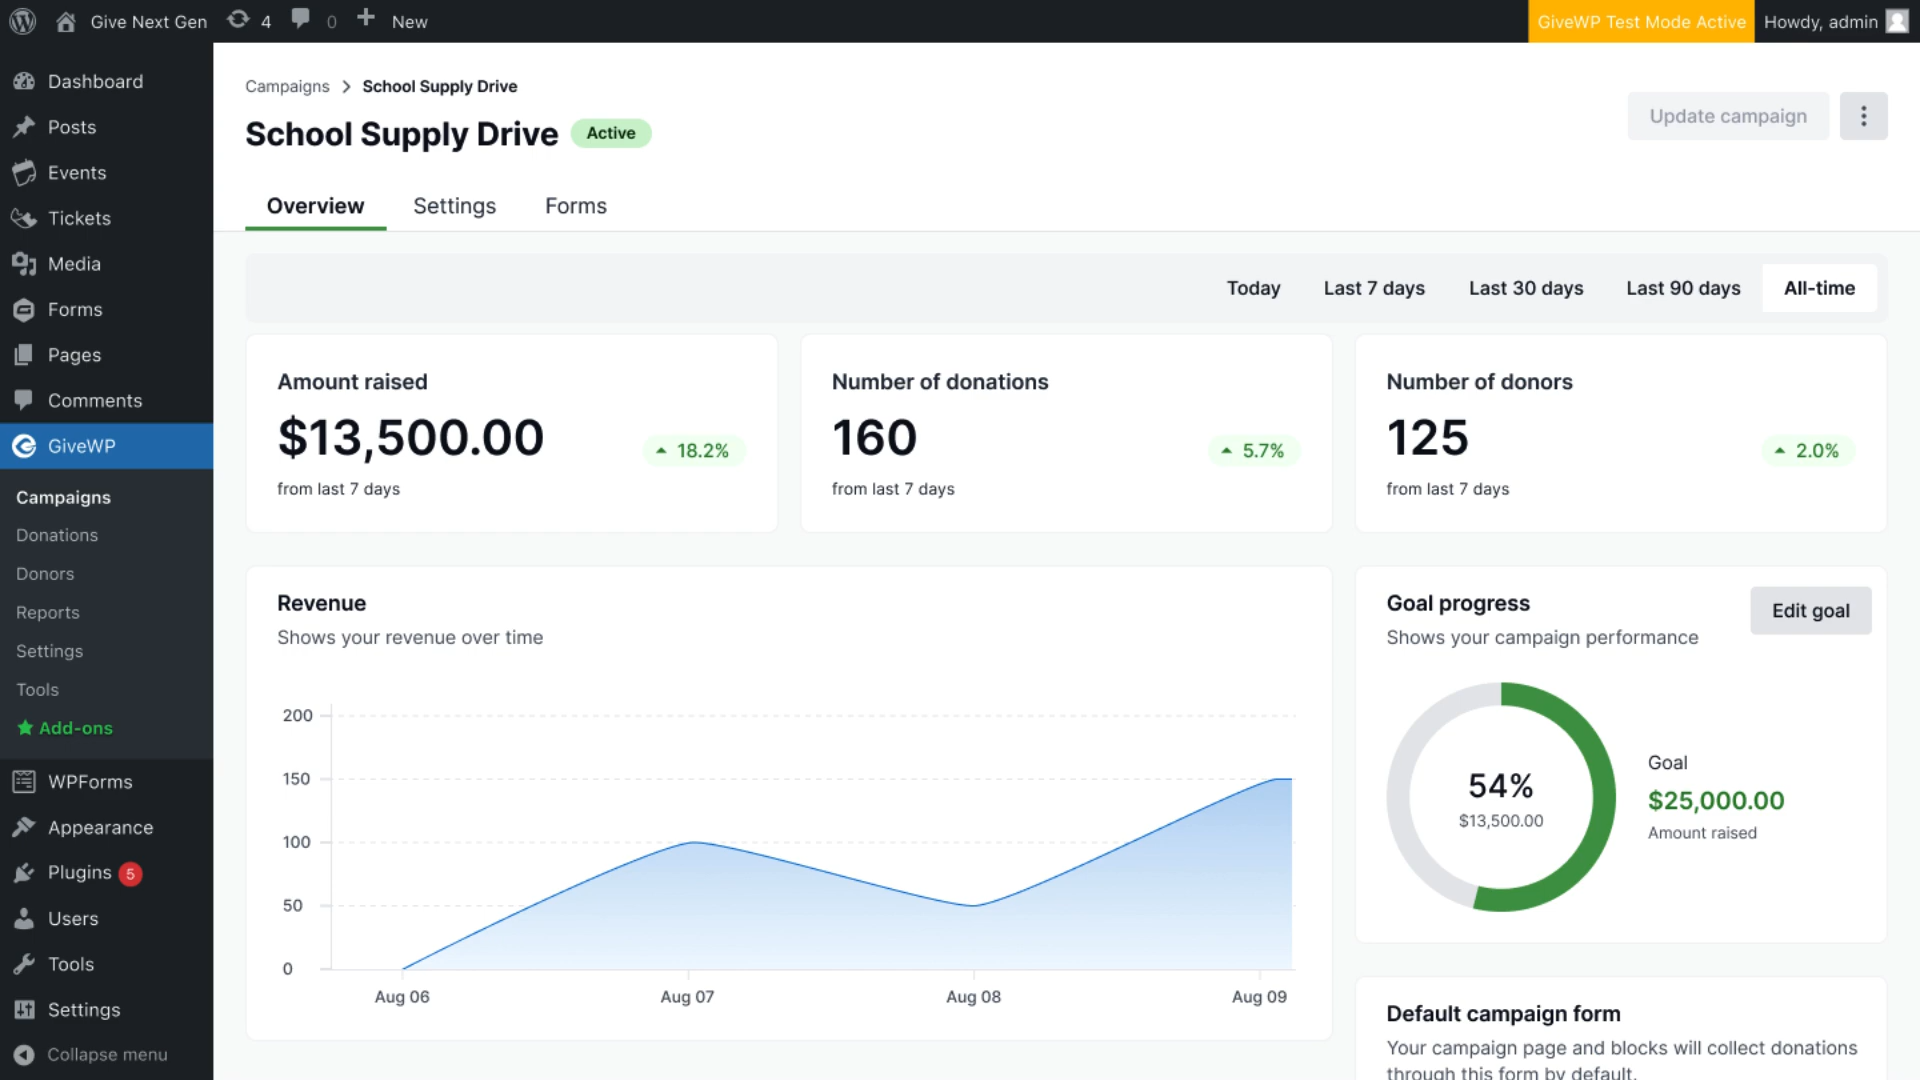 Give Next Gen 4 0 New GiveWP Test Mode Active Howdy, admin
Dashboard
Posts
Events
Tickets
Media
Forms
Pages
Comments
GiveWP
Campaigns
Donations
Donors
Reports
Settings
Tools
Add-ons
WPForms
Appearance
Plugins 5
Users
Tools
Settings
Collapse menu
Campaigns School Supply Drive
School Supply Drive Active
Update campaign
Overview Settings Forms
Today Last 7 days Last 30 days Last 90 days All-time
Amount raised
$13,500.00
18.2%
from last 7 days
Number of donations
160
5.7%
from last 7 days
Number of donors
125
2.0%
from last 7 days
Revenue
Shows your revenue over time
200
150
100
50
0
Aug 06 Aug 07 Aug 08 Aug 09
Goal progress
Shows your campaign performance
Edit goal
54%
$13,500.00
Goal
$25,000.00
Amount raised
Default campaign form
Your campaign page and blocks will collect donations
through this form by default.